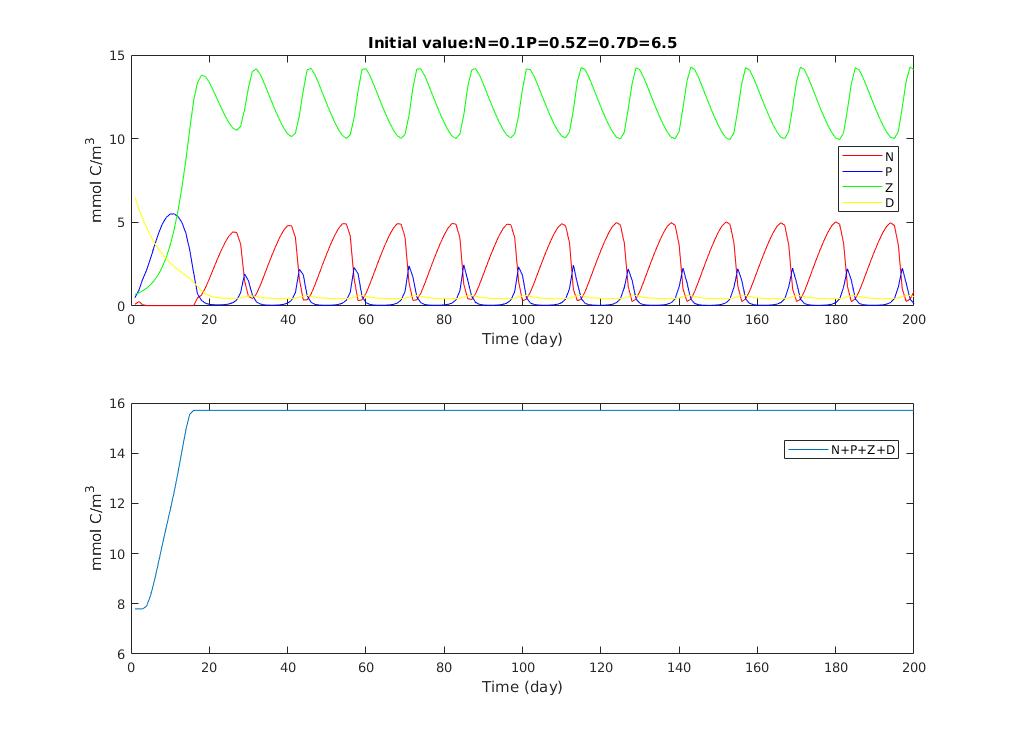 Initial value:N=0.1P=0.5Z=0.7D=6.5
15
10
5
0
mmol C/m³
N
P
Z
D
0 20 40 60 80 100 120 140 160 180 200
Time (day)
16
14
12
10
8
6
mmol C/m³
N+P+Z+D
0 20 40 60 80 100 120 140 160 180 200
Time (day)